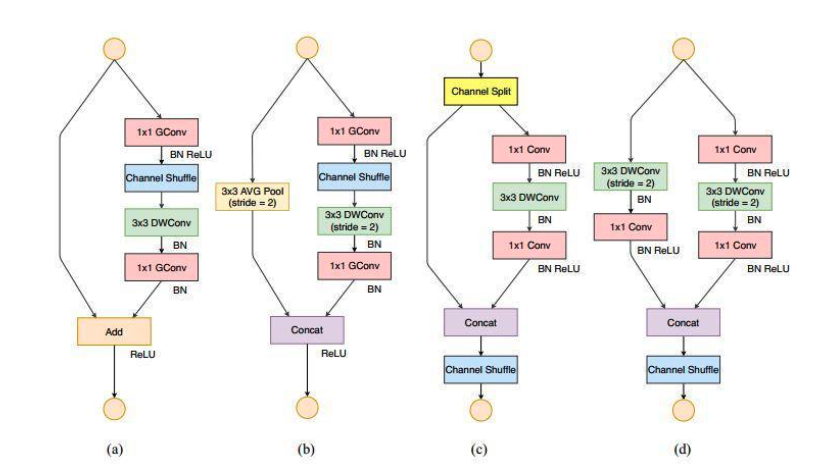 1x1 GConv
BN ReLU
Channel Shuffle
3x3 DWConv
BN
1x1 GConv
BN
Add
ReLU
(a)
3x3 AVG Pool
(stride = 2)
1x1 GConv
BN ReLU
Channel Shuffle
3x3 DWConv
(stride = 2)
BN
1x1 GConv
BN
Concat
ReLU
(b)
Channel Split
1x1 Conv
BN ReLU
3x3 DWConv
BN
1x1 Conv
BN ReLU
Concat
Channel Shuffle
(c)
3x3 DWConv
(stride = 2)
BN
1x1 Conv
BN ReLU
1x1 Conv
BN ReLU
3x3 DWConv
(stride = 2)
BN
1x1 Conv
BN ReLU
Concat
Channel Shuffle
(d)